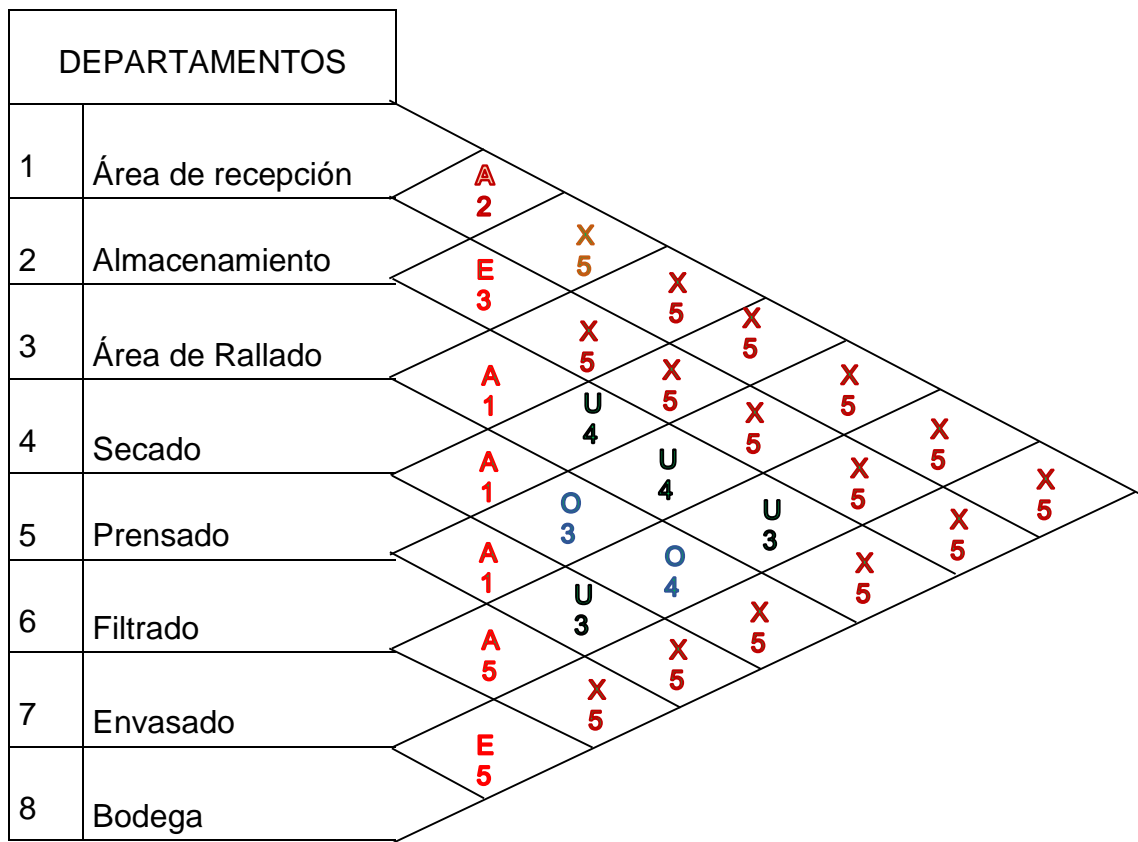 DEPARTAMENTOS
1 Área de recepción
2 Almacenamiento
3 Área de Rallado
4 Secado
5 Prensado
6 Filtrado
7 Envasado
8 Bodega
A
2
E
3
A
1
A
1
A
1
A
5
E
5
X
5
X
5
U
4
O
3
U
3
X
5
X
5
X
5
U
4
O
4
X
5
X
5
X
5
U
3
X
5
X
5
X
5
X
5
X
5
X
5
X
5